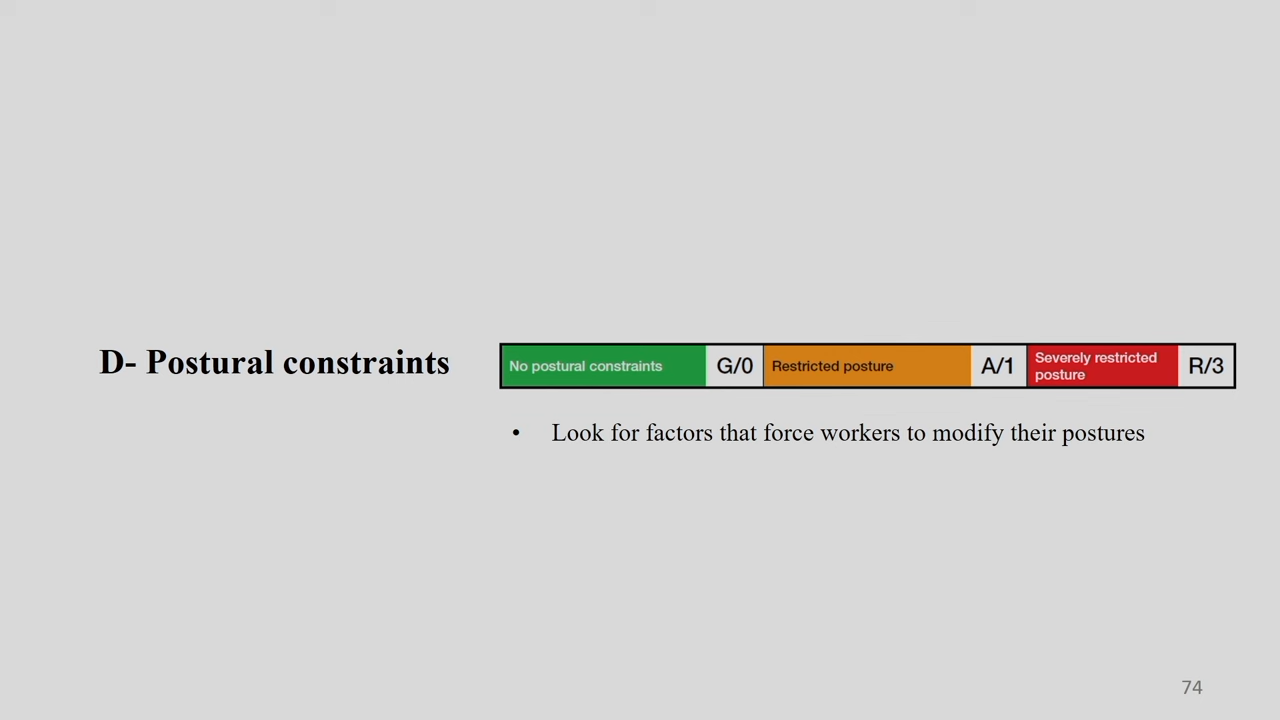 D- Postural constraints
No postural constraints G/0 Restricted posture A/1 Severely restricted posture R/3
• Look for factors that force workers to modify their postures
74